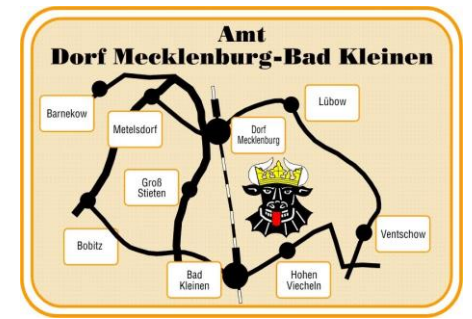 Amt
Dorf Mecklenburg-Bad Kleinen
Barnekow
Metelsdorf
Lübow
Dorf
Mecklenburg
Groß
Stieten
Bobitz
Ventschow
Bad
Kleinen
Hohen
Viecheln